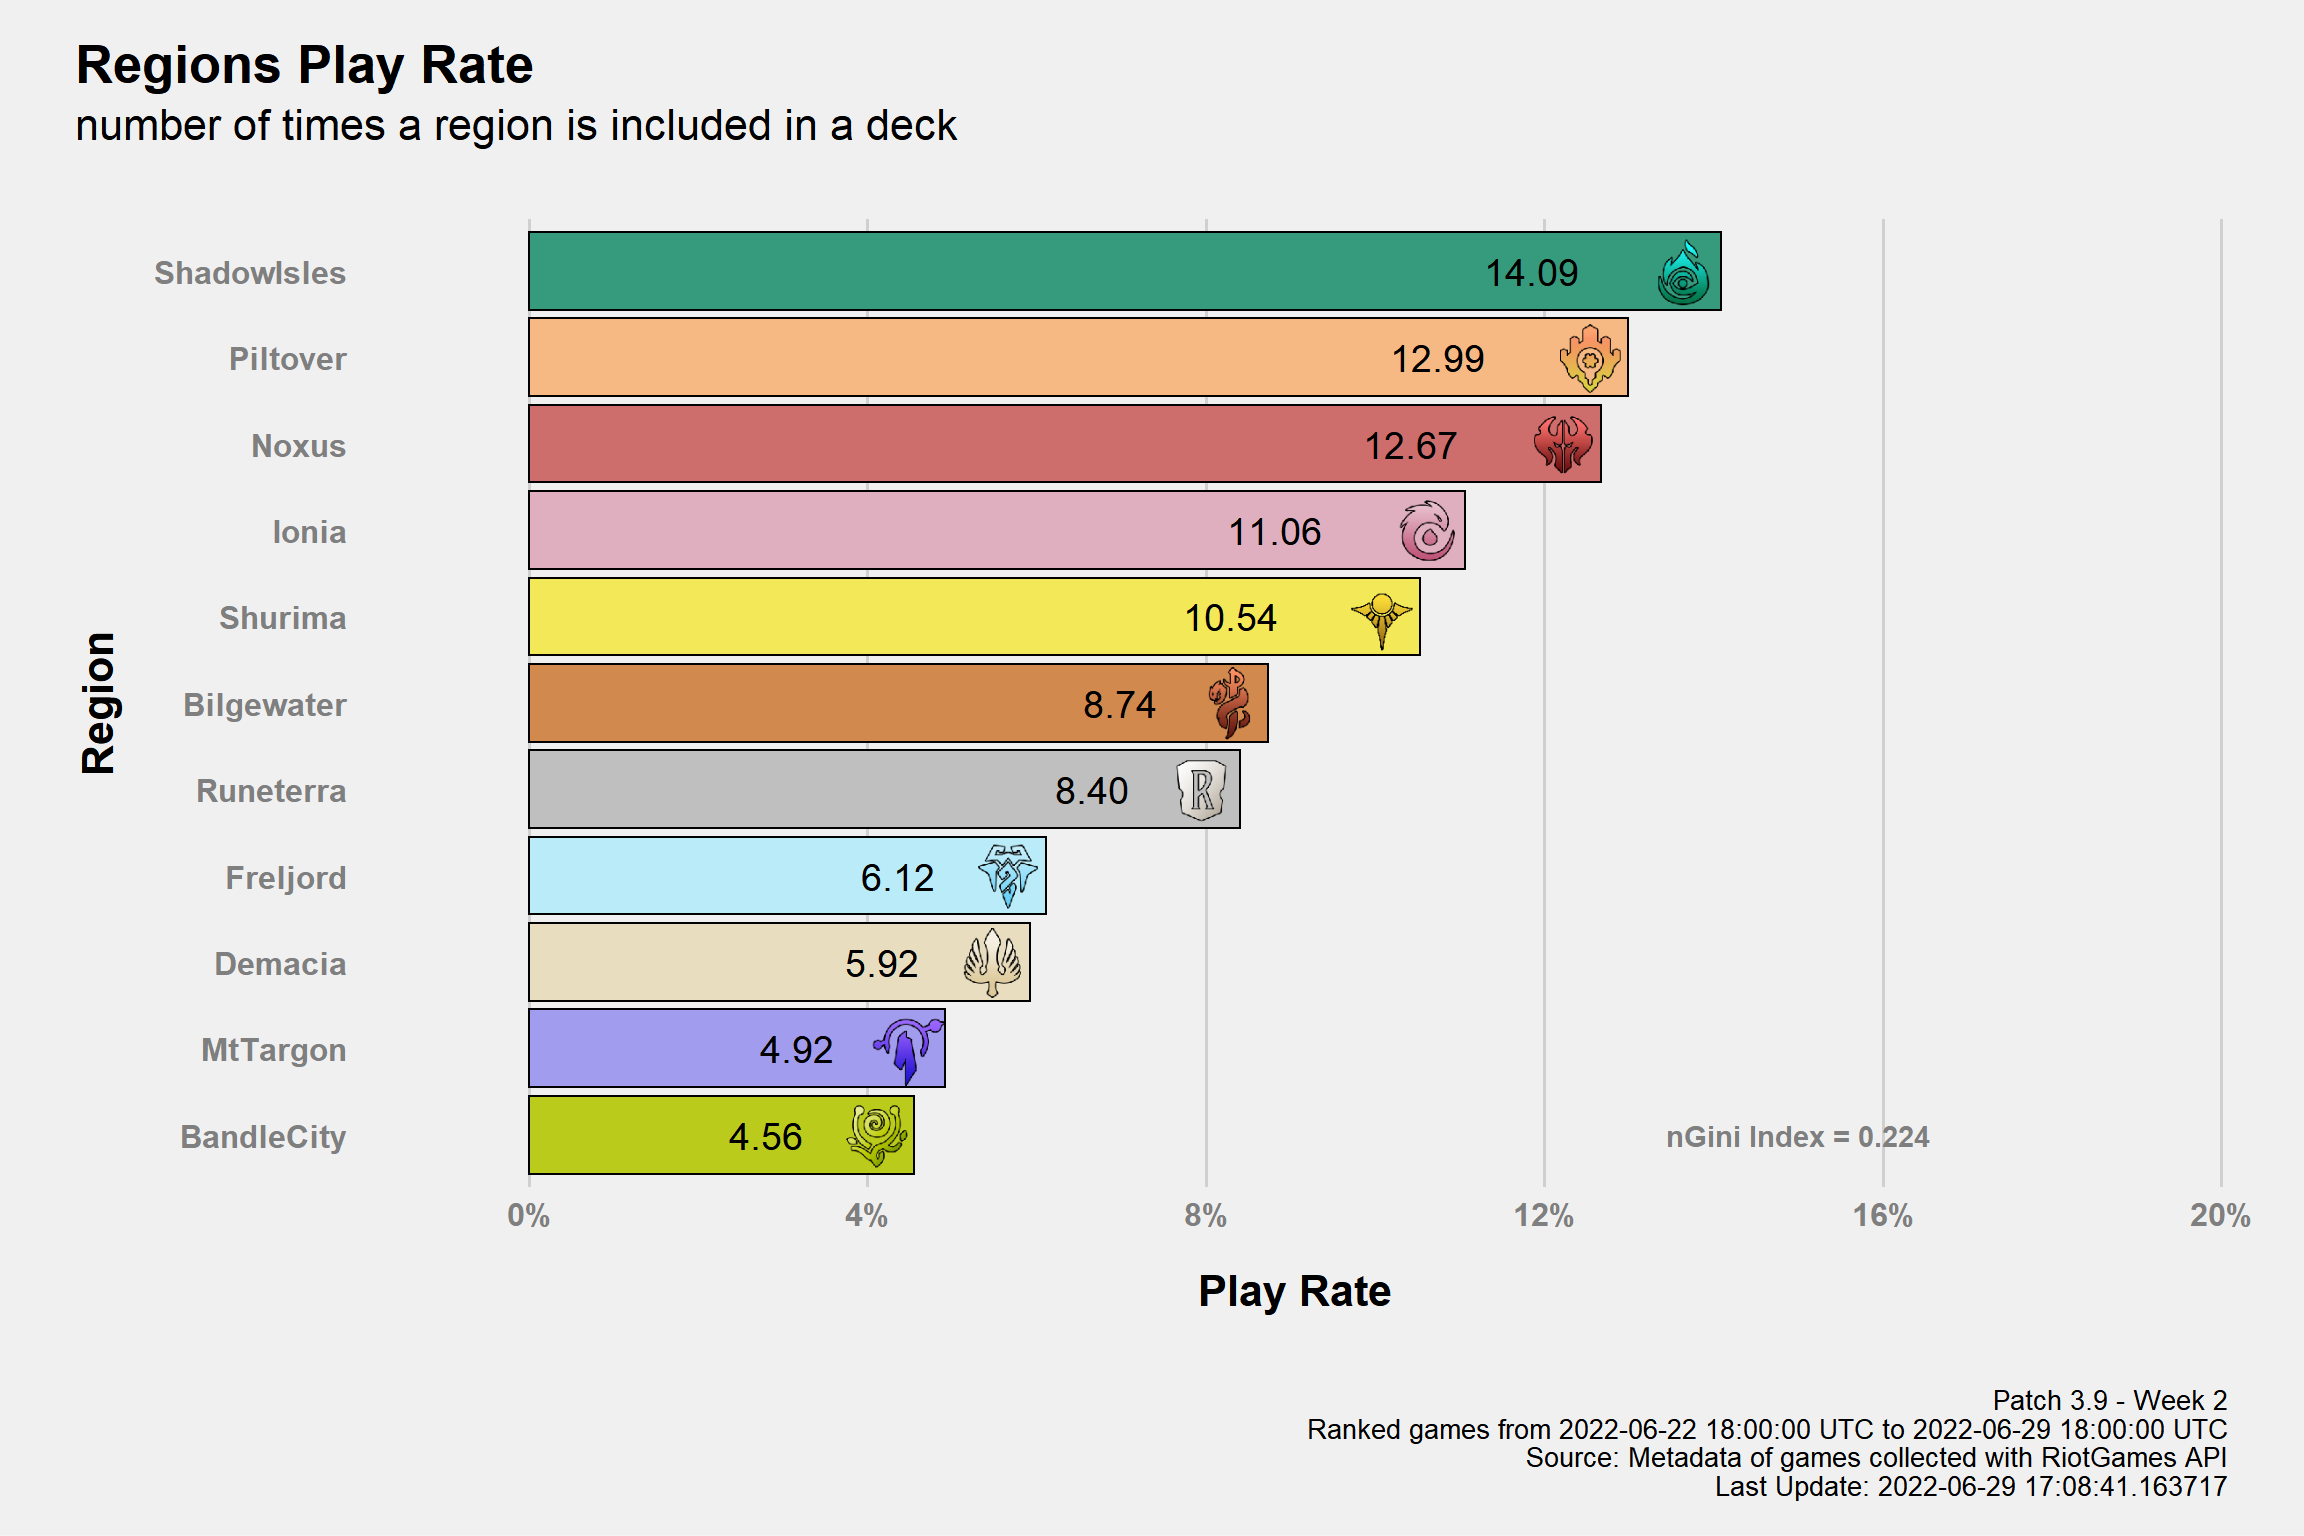 Regions Play Rate
number of times a region is included in a deck
Region
ShadowIsles 14.09
Piltover 12.99
Noxus 12.67
Ionia 11.06
Shurima 10.54
Bilgewater 8.74
Runeterra 8.40 R
Freljord 6.12
Demacia 5.92
MtTargon 4.92
BandleCity 4.56 nGini Index = 0.224
0% 4% 8% 12% 16% 20%
Play Rate
Patch 3.9 - Week 2
Ranked games from 2022-06-22 18:00:00 UTC to 2022-06-29 18:00:00 UTC
Source: Metadata of games collected with RiotGames API
Last Update: 2022-06-29 17:08:41.163717